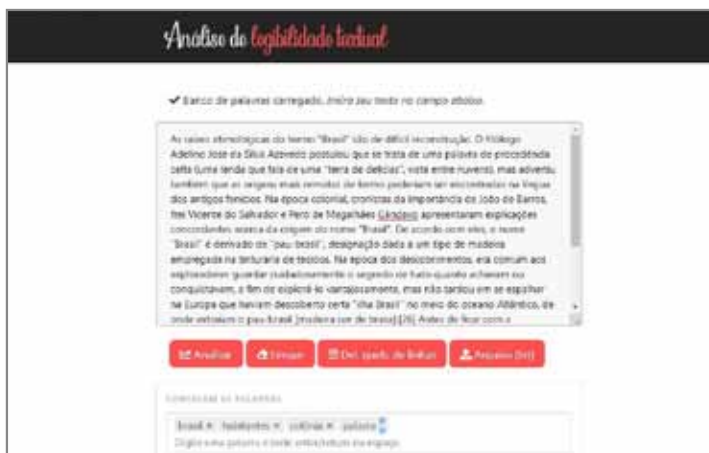 Análise de legibilidade textual
Banco de palavras carregado. Insira seu texto no campo abaixo.
As raízes etimológicas do termo "Brasil" são de difícil reconstrução. O filólogo
Adelino José da Silva Azevedo postulou que se trata de uma palavra de procedência
celta (uma lenda que fala de uma "terra de delícias", vista entre nuvens), mas advertiu
também que as origens mais remotas do termo poderiam ser encontradas na língua
dos antigos fenícios. Na época colonial, cronistas da importância de João de Barros,
frei Vicente do Salvador e Pero de Magalhães Gândavo apresentaram explicações
concordantes acerca da origem do nome "Brasil". De acordo com eles, o nome
"Brasil" é derivado de "pau-brasil", designação dada a um tipo de madeira
empregada na tinturaria de tecidos. Na época dos descobrimentos, era comum aos
exploradores guardar cuidadosamente o segredo de tudo quanto achavam ou
conquistavam, a fim de explorá-lo vantajosamente, mas não tardou em se espalhar
na Europa que haviam descoberto certa "ilha Brasil" no meio do oceano Atlântico, de
onde extraíam o pau-brasil (madeira cor de brasa).[26] Antes de ficar com a
Analisar
Limpar
Del. queb. de linhas
Arquivo (txt)
CONTAGEM DE PALAVRAS
brasil × habitantes × colônia × palavra
Digite uma palavra e tecle enter/return ou espaço